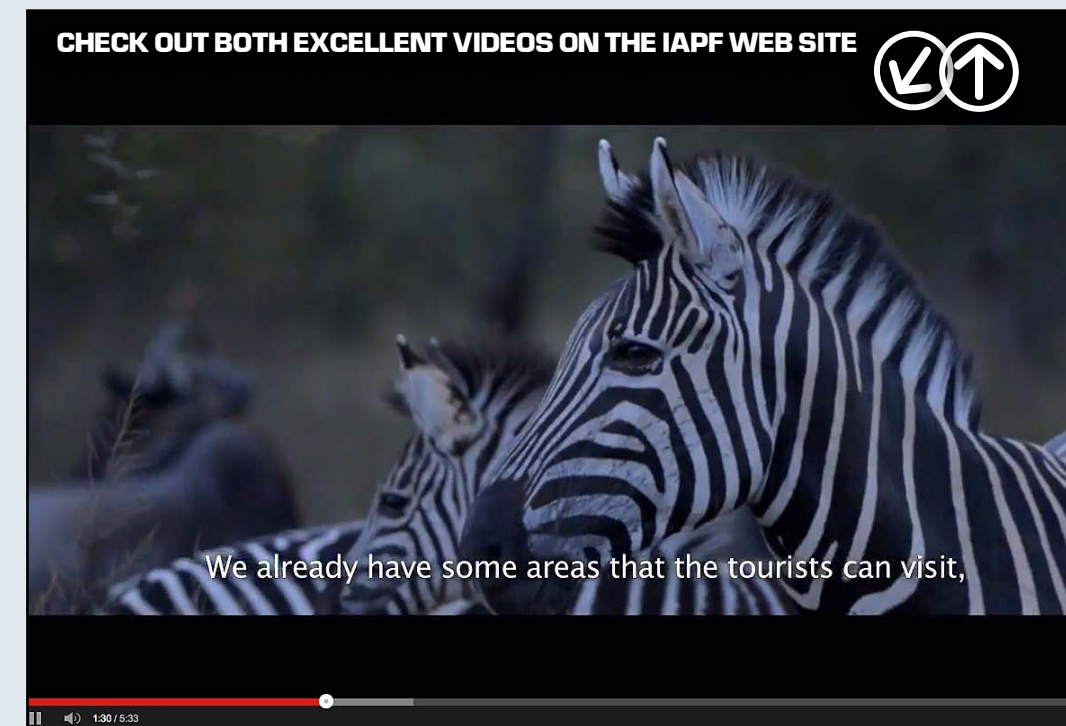 CHECK OUT BOTH EXCELLENT VIDEOS ON THE IAPF WEB SITE
We already have some areas that the tourists can visit,
1:30 / 5:33